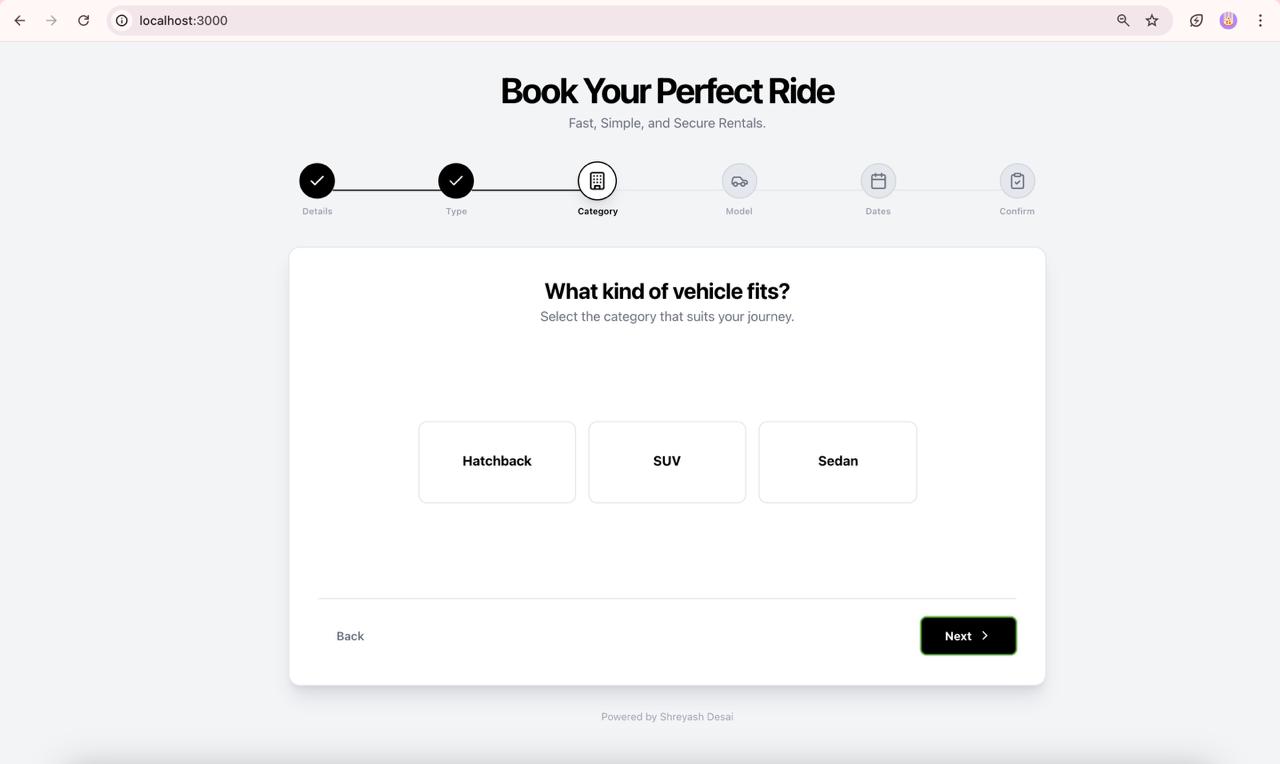 localhost:3000
Book Your Perfect Ride
Fast, Simple, and Secure Rentals.
Details
Type
Category
Model
Dates
Confirm
What kind of vehicle fits?
Select the category that suits your journey.
Hatchback
SUV
Sedan
Back
Next
Powered by Shreyash Desai